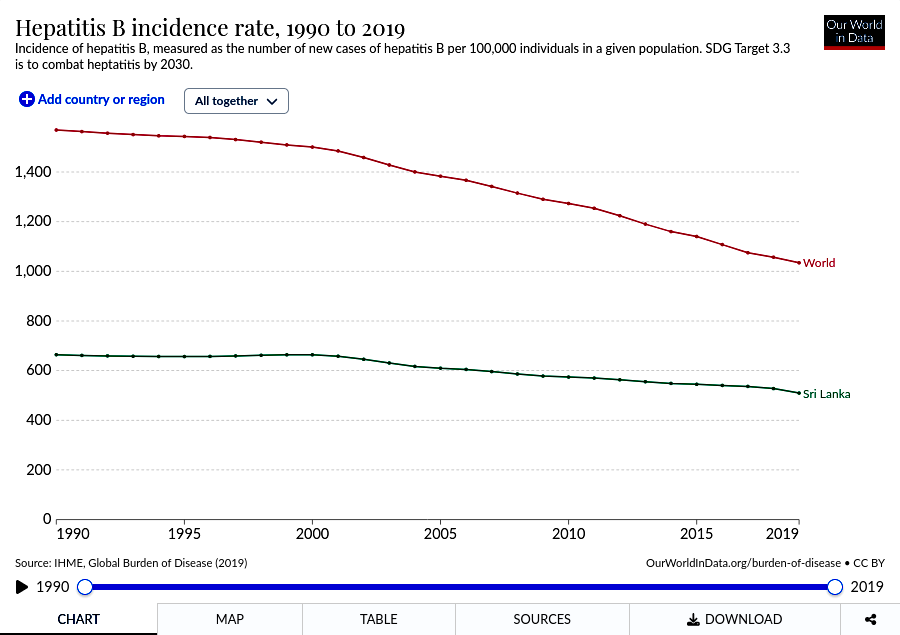 Hepatitis B incidence rate, 1990 to 2019
Incidence of hepatitis B, measured as the number of new cases of hepatitis B per 100,000 individuals in a given population. SDG Target 3.3
is to combat heptatitis by 2030.
Our World
in Data
Add country or region
All together
1,400
1,200
1,000
800
600
400
200
0
World
Sri Lanka
1990
1995
2000
2005
2010
2015
2019
Source: IHME, Global Burden of Disease (2019)
OurWorldInData.org/burden-of-disease • CC BY
1990
2019
CHART
MAP
TABLE
SOURCES
DOWNLOAD